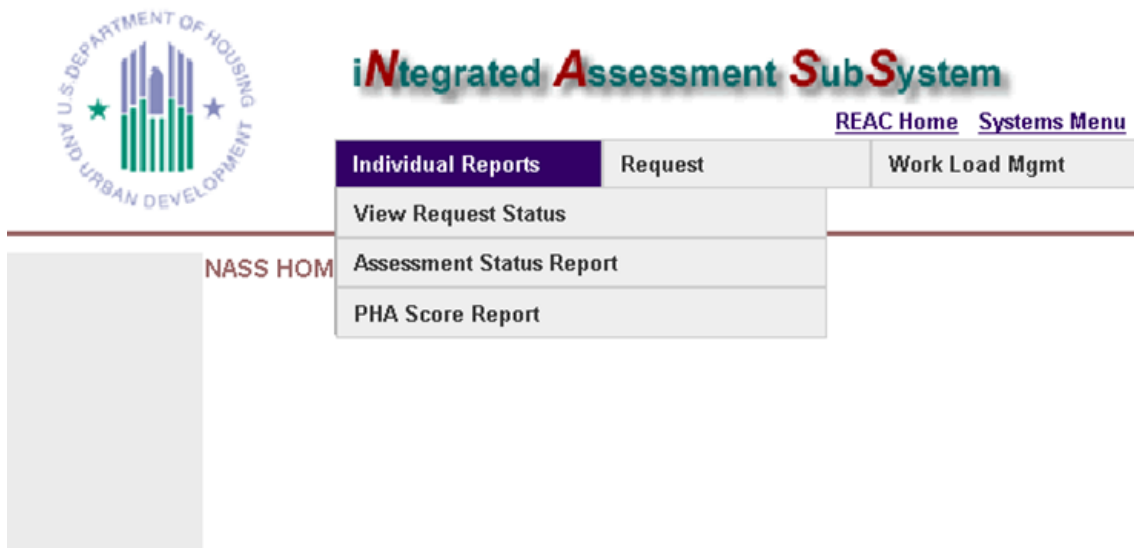 U.S. DEPARTMENT OF HOUSING
AND URBAN DEVELOPMENT
iNtegrated Assessment SubSystem
REAC Home Systems Menu
Individual Reports Request Work Load Mgmt
View Request Status
NASS HOM Assessment Status Report
PHA Score Report